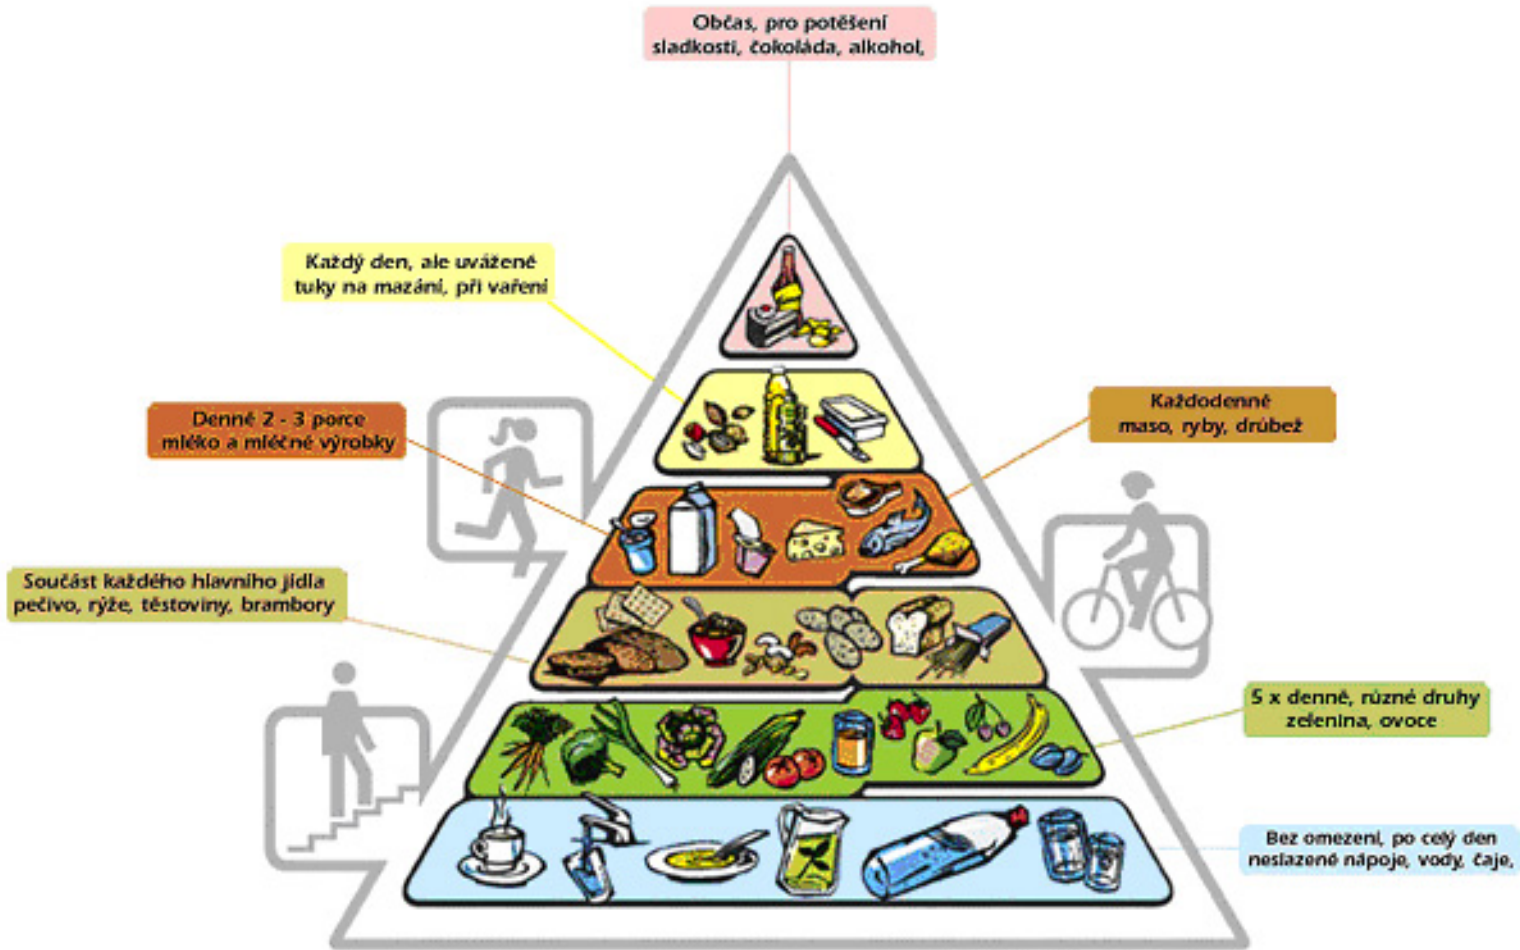 Občas, pro potěšení
sladkosti, čokoláda, alkohol,
Každý den, ale uvážené
tuky na mazání, při vaření
Denně 2 - 3 porce
mléko a mléčné výrobky
Každodenně
maso, ryby, drůbež
Součást každého hlavního jídla
pečivo, rýže, těstoviny, brambory
5 x denně, různé druhy
zelenina, ovoce
Bez omezení, po celý den
neslazené nápoje, vody, čaje,